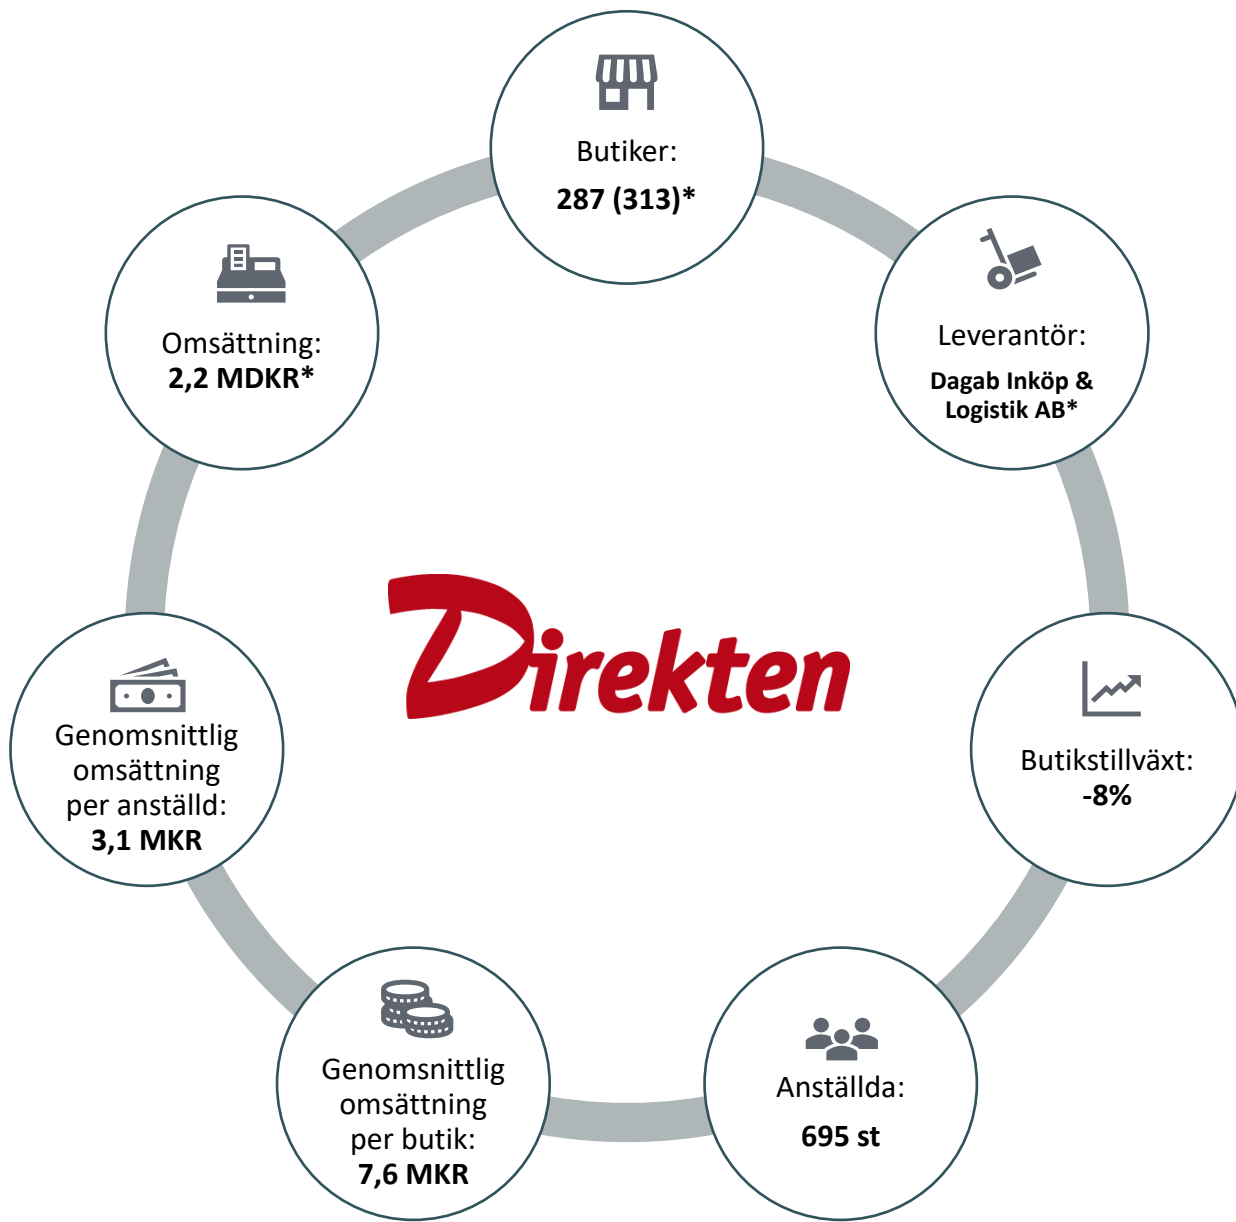 Butiker:
287 (313)*
Leverantör:
Dagab Inköp &
Logistik AB*
Butikstillväxt:
-8%
Anställda:
695 st
Genomsnittlig
omsättning
per butik:
7,6 MKR
Genomsnittlig
omsättning
per anställd:
3,1 MKR
Omsättning:
2,2 MDKR*
Direkten